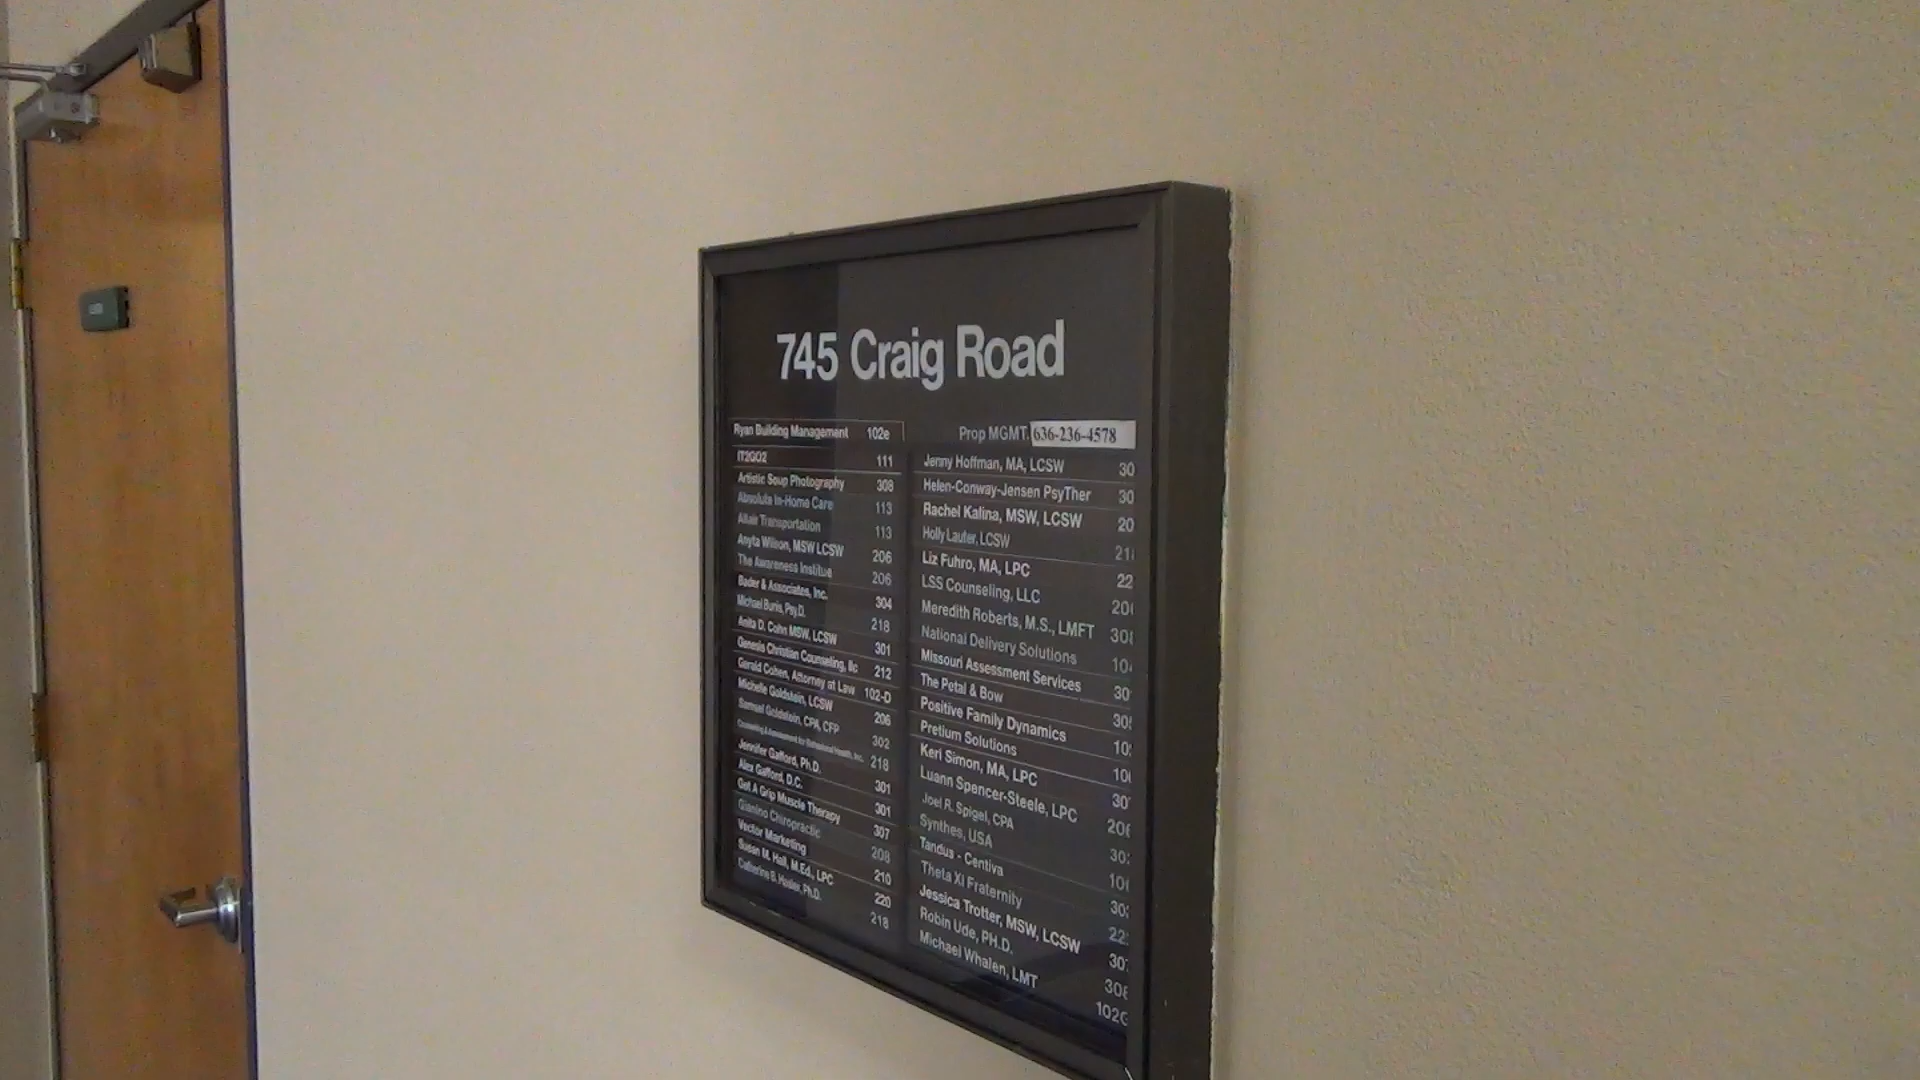 745 Craig Road
Ryan Building Management 102e
Prop MGMT. 636-236-4578
IT2GO2 111
Artistic Soup Photography 308
Absolute In-Home Care 113
Altair Transportation 113
Anyta Wilson, MSW LCSW 206
The Awareness Institue 206
Bader & Associates, Inc. 304
Michael Bunis, Psy.D. 218
Anita D. Cohn MSW, LCSW 301
Genesis Christian Counseling, llc 212
Gerald Cohen, Attorney at Law 102-D
Michelle Goldstein, LCSW 206
Samuel Goldstein, CPA, CFP 302
Counseling & Assessment for Behavioral Health, Inc. 218
Jennifer Gafford, Ph.D. 301
Alex Gafford, D.C. 301
Get A Grip Muscle Therapy 307
Gianino Chiropractic 208
Vector Marketing 210
Susan M. Hall, M.Ed., LPC 220
Catherine B. Ph.D. 218
Jenny Hoffman, MA, LCSW 30
Helen-Conway-Jensen PsyTher 30
Rachel Kalina, MSW, LCSW 20
Holly Laufer, LCSW 21
Liz Fuhro, MA, LPC 22
LSS Counseling, LLC 20
Meredith Roberts, M.S., LMFT 30
National Delivery Solutions 10
Missouri Assessment Services 30
The Petal & Bow 30
Positive Family Dynamics 10
Pretium Solutions 10
Keri Simon, MA, LPC 30
Luann Spencer-Steele, LPC 20
Joel R. Spigel, CPA 30
Synthes, USA 10
Tandus - Centiva 30
Theta Xi Fraternity 22
Jessica Trotter, MSW, LCSW 30
Robin Ude, PH.D. 30
Michael Whalen, LMT 102G